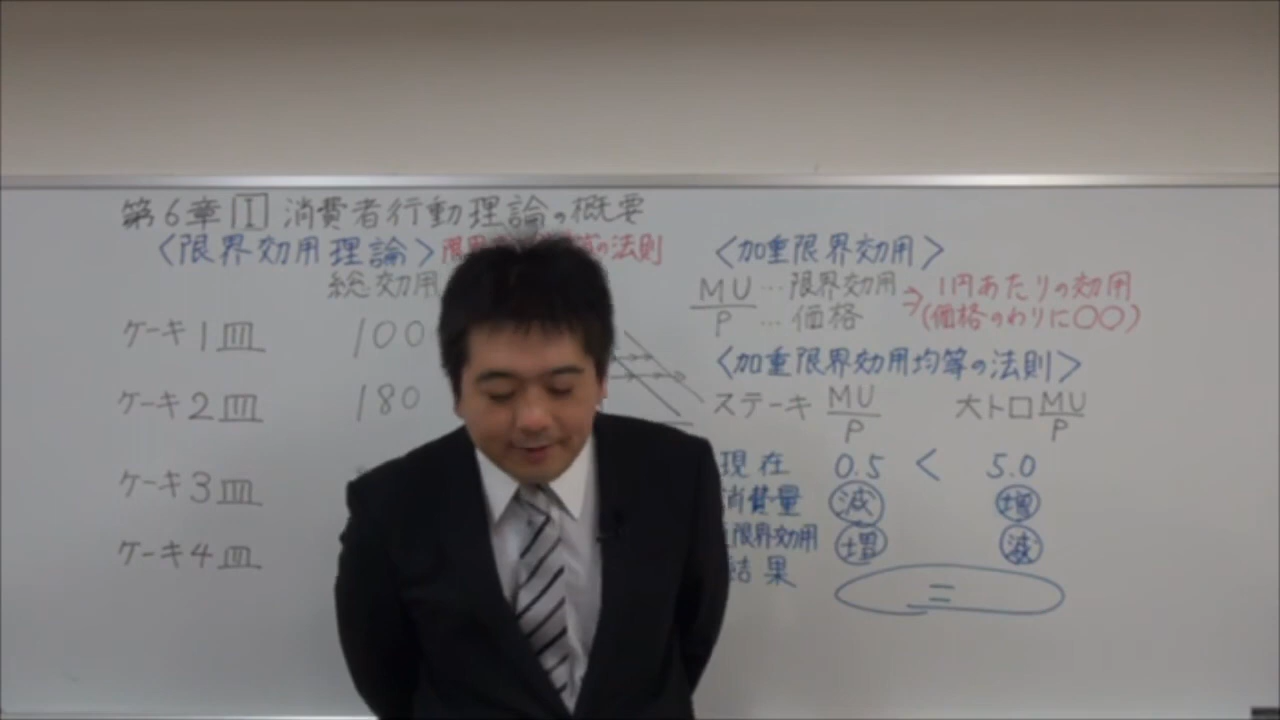 第6章 I 消費者行動理論の概要
〈限界効用理論〉限界 の法則
総効用
ケーキ1皿 100
ケーキ2皿 180
ケーキ3皿
ケーキ4皿
〈加重限界効用〉
MU … 限界効用 → 1円あたりの効用
P … 価格 (価格のわりに〇〇)
〈加重限界効用均等の法則〉
ステーキ MU/P 大トロ MU/P
現在 0.5 < 5.0
消費量 減 増
限界効用 増 減
結果 =